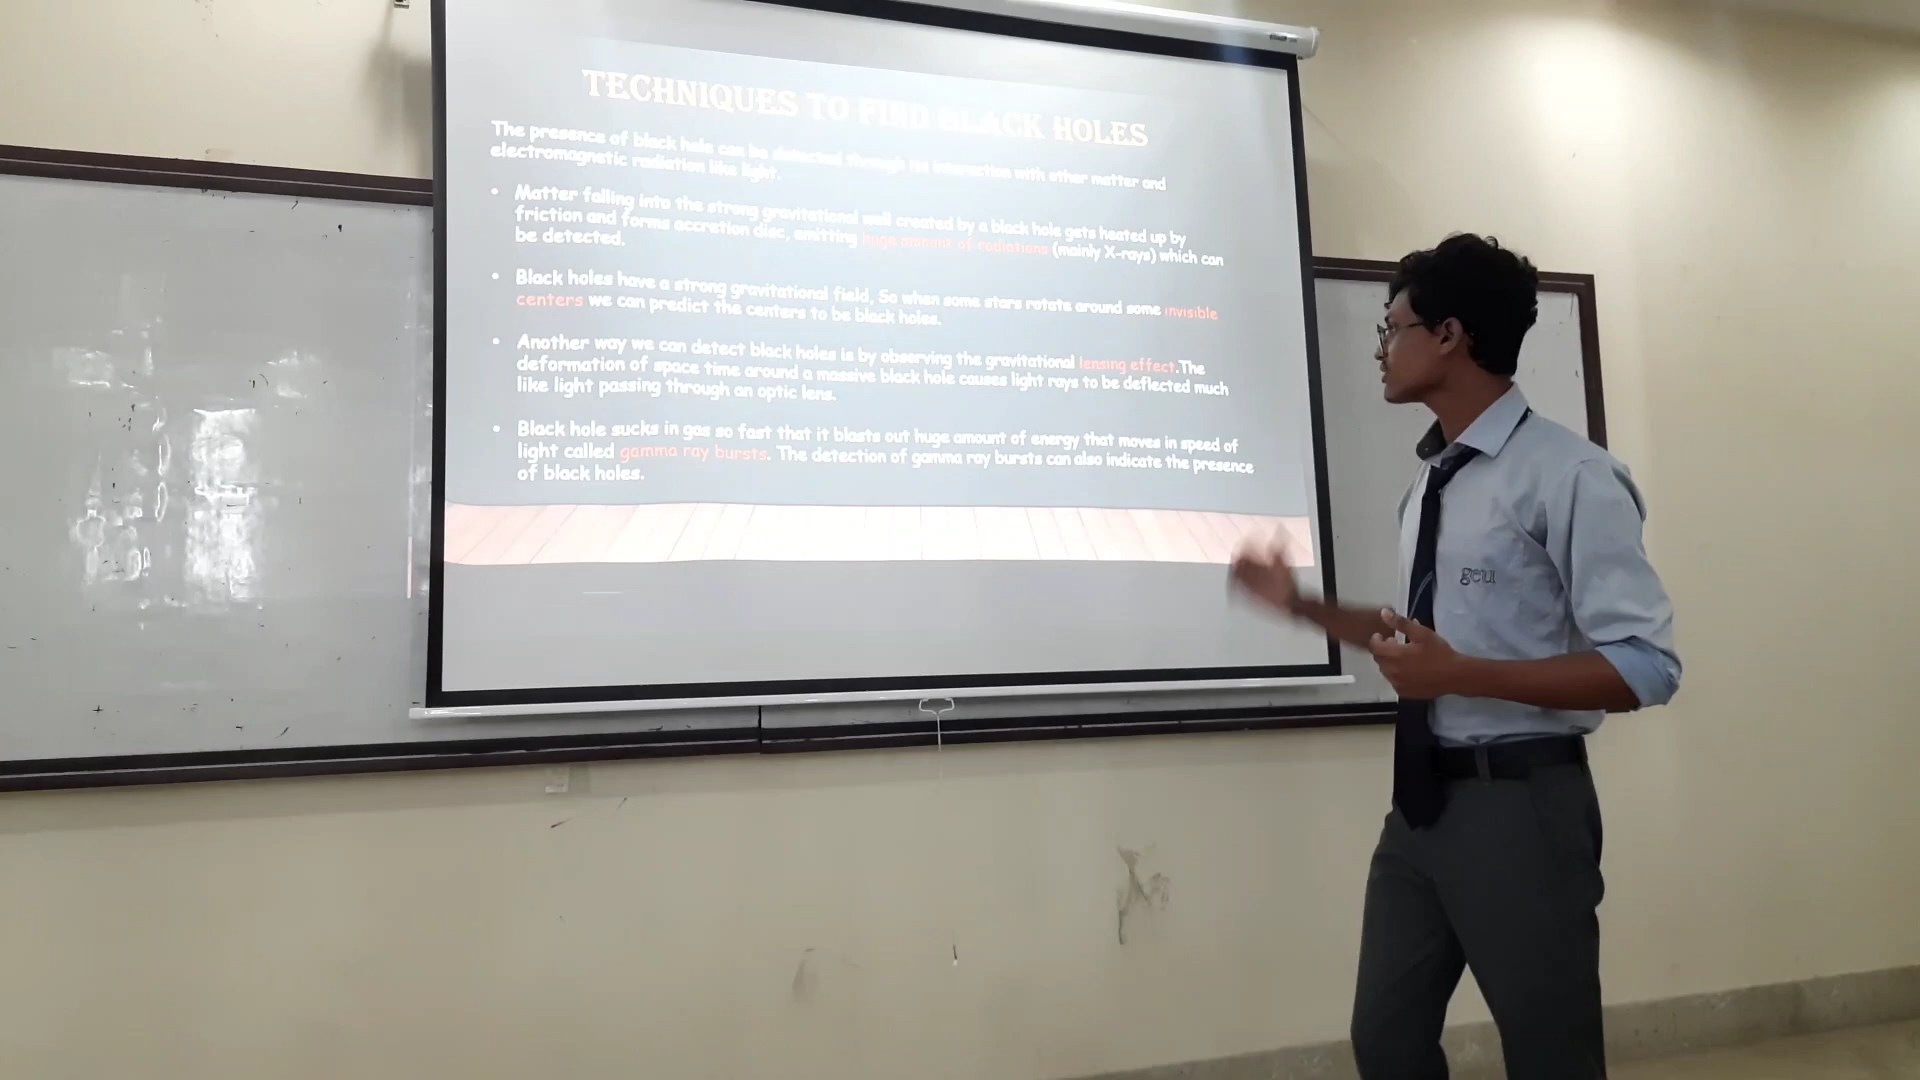 TECHNIQUES TO FIND BLACK HOLES
The presence of black hole can be detected through its interaction with other matter and
electromagnetic radiation like light.
• Matter falling into the strong gravitational well created by a black hole gets heated up by
friction and forms accretion disc, emitting huge amount of radiations (mainly X-rays) which can
be detected.
• Black holes have a strong gravitational field, So when some stars rotate around some invisible
centers we can predict the centers to be black holes.
• Another way we can detect black holes is by observing the gravitational lensing effect.The
deformation of space time around a massive black hole causes light rays to be deflected much
like light passing through an optic lens.
• Black hole sucks in gas so fast that it blasts out huge amount of energy that moves in speed of
light called gamma ray bursts. The detection of gamma ray bursts can also indicate the presence
of black holes.
geu